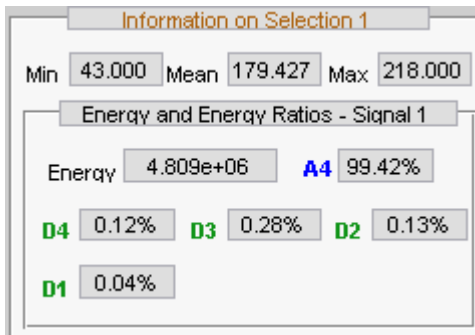 Information on Selection 1
Min 43.000 Mean 179.427 Max 218.000
Energy and Energy Ratios - Signal 1
Energy 4.809e+06 A4 99.42%
D4 0.12% D3 0.28% D2 0.13%
D1 0.04%